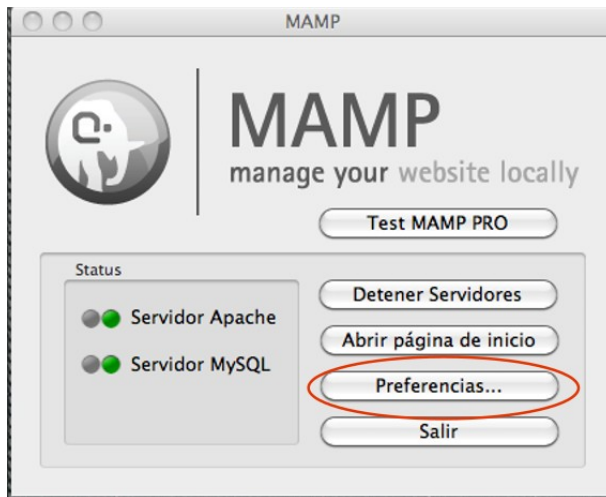 MAMP
MAMP
manage your website locally
Test MAMP PRO
Status
Servidor Apache
Servidor MySQL
Detener Servidores
Abrir página de inicio
Preferencias...
Salir